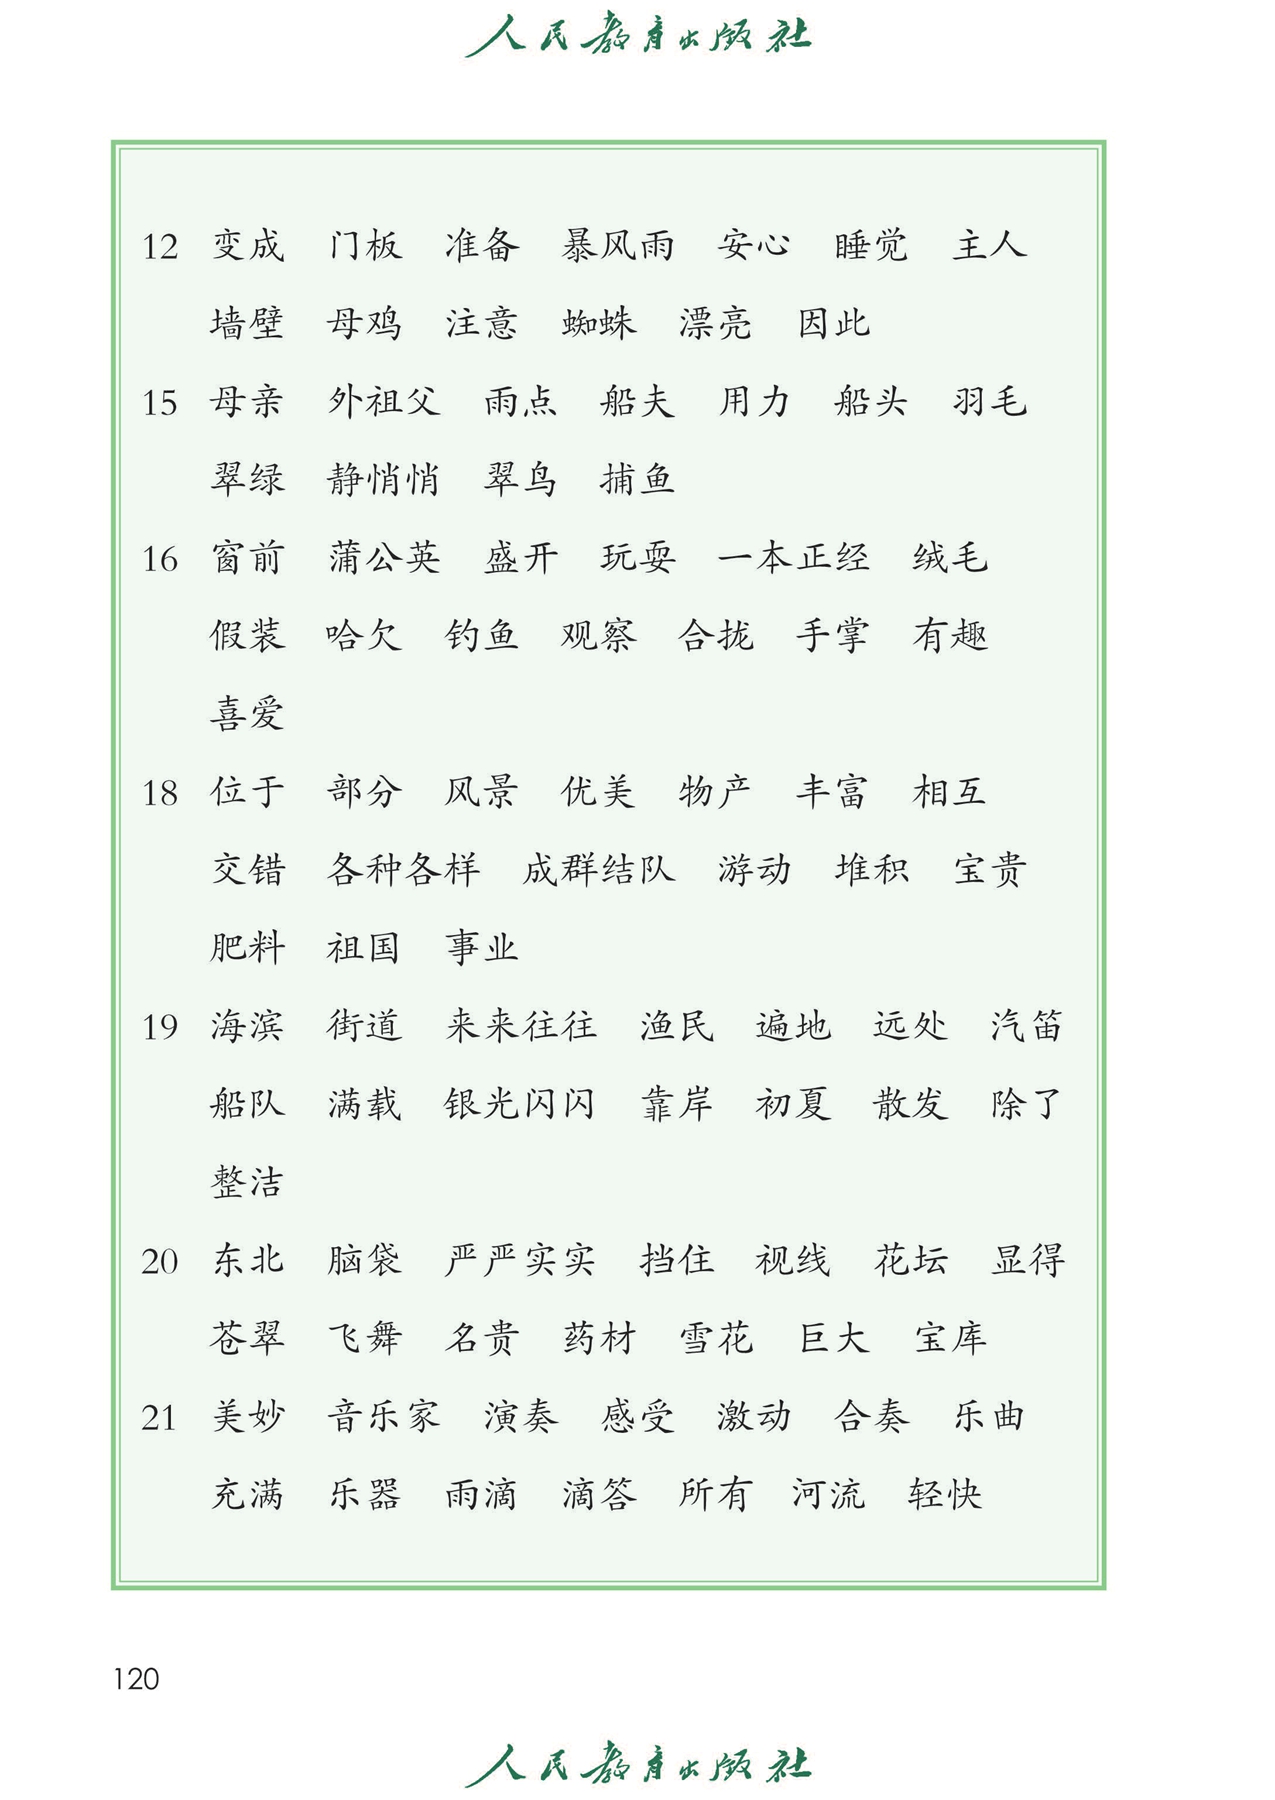 人民教育出版社
12 变成 门板 准备 暴风雨 安心 睡觉 主人
墙壁 母鸡 注意 蜘蛛 漂亮 因此
15 母亲 外祖父 雨点 船夫 用力 船头 羽毛
翠绿 静悄悄 翠鸟 捕鱼
16 窗前 蒲公英 盛开 玩耍 一本正经 绒毛
假装 哈欠 钓鱼 观察 合拢 手掌 有趣
喜爱
18 位于 部分 风景 优美 物产 丰富 相互
交错 各种各样 成群结队 游动 堆积 宝贵
肥料 祖国 事业
19 海滨 街道 来来往往 渔民 遍地 远处 汽笛
船队 满载 银光闪闪 靠岸 初夏 散发 除了
整洁
20 东北 脑袋 严严实实 挡住 视线 花坛 显得
苍翠 飞舞 名贵 药材 雪花 巨大 宝库
21 美妙 音乐家 演奏 感受 激动 合奏 乐曲
充满 乐器 雨滴 滴答 所有 河流 轻快
120
人民教育出版社